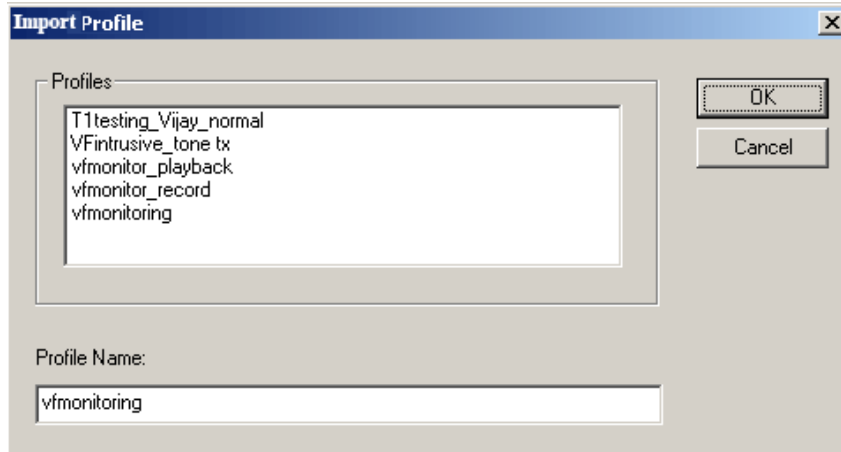 Import Profile
Profiles
T1testing_Vijay_normal
VFintrusive_tone tx
vfmonitor_playback
vfmonitor_record
vfmonitoring
OK
Cancel
Profile Name:
vfmonitoring